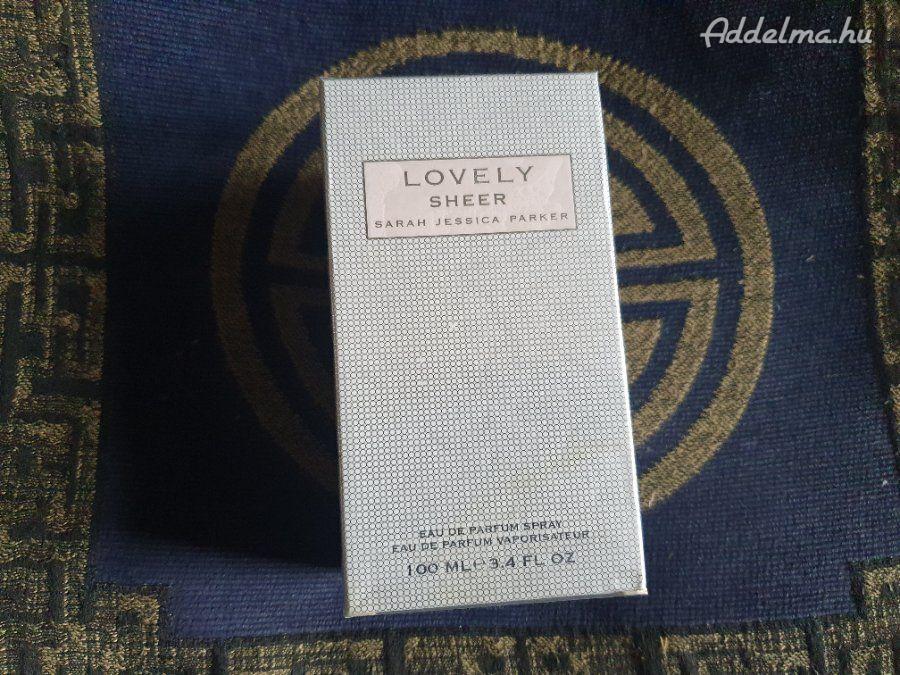 Addelma.hu
LOVELY
SHEER
SARAH JESSICA PARKER
EAU DE PARFUM SPRAY
EAU DE PARFUM VAPORISATEUR
100 ML ℮ 3.4 FL OZ